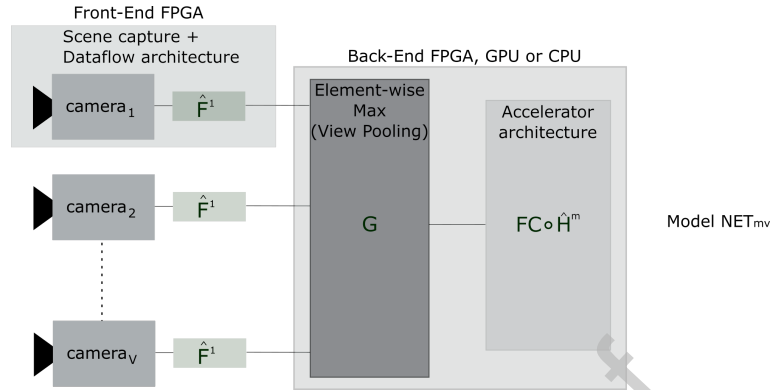 Front-End FPGA
Scene capture +
Dataflow architecture
camera₁
F̂¹
Back-End FPGA, GPU or CPU
Element-wise
Max
(View Pooling)
Accelerator
architecture
camera₂
F̂¹
G
FC∘Ĥᵐ
Model NETₘᵥ
cameraᵥ
F̂¹